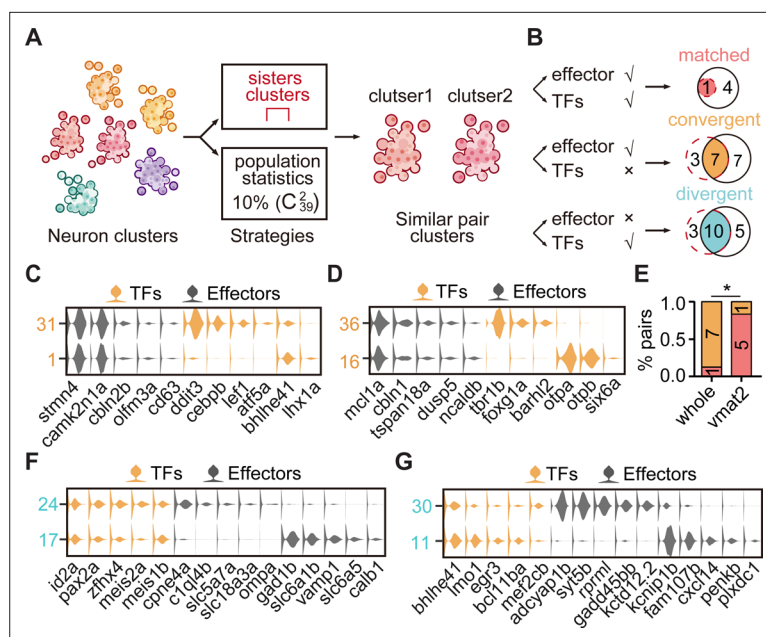 A
B
sisters
clusters
population
statistics
10% (C²₃₉)
Neuron clusters
Strategies
clutser1 clutser2
Similar pair
clusters
effector √
TFs √
matched
1 4
convergent
effector √
TFs ×
3 7 7
divergent
effector ×
TFs √
3 10 5
C
TFs Effectors
31
1
stmn4
camk2n1a
cbln2b
olfm3a
cd63
ddit3
cebpb
lef1
atf5a
bhlhe41
lhx1a
D
TFs Effectors
36
16
mcl1a
cbln1
tspan18a
dusp5
ncaldb
tbr1b
foxg1a
barhl2
otpa
otpb
six6a
E
*
% pairs
1.0
0.5
0.0
7
1
1
5
whole
vmat2
F
TFs Effectors
24
17
id2a
pax2a
zfhx4
meis2a
meis1b
cpne4a
c1ql4b
slc5a7a
slc18a3a
ompa
gad1b
slc6a1b
vamp1
slc6a5
calb1
G
TFs Effectors
30
11
bhlhe41
lmo1
egr3
bcl11ba
mef2cb
adcyap1b
syt5b
rprml
gadd45bb
kctd12.2
kcnip1b
fam107b
cxcl14
penkb
plxdc1